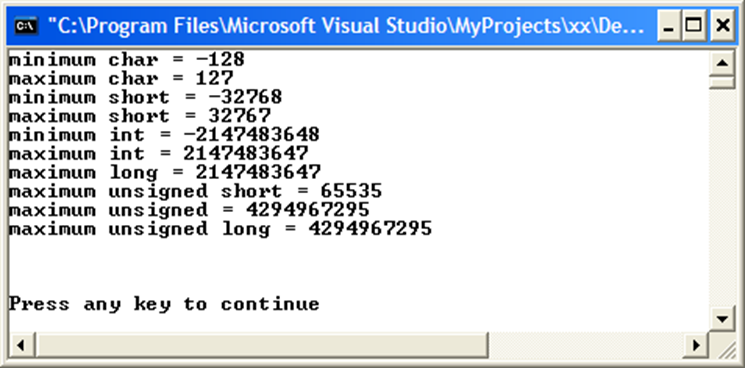 "C:\Program Files\Microsoft Visual Studio\MyProjects\xx\De...
minimum char = -128
maximum char = 127
minimum short = -32768
maximum short = 32767
minimum int = -2147483648
maximum int = 2147483647
maximum long = 2147483647
maximum unsigned short = 65535
maximum unsigned = 4294967295
maximum unsigned long = 4294967295
Press any key to continue